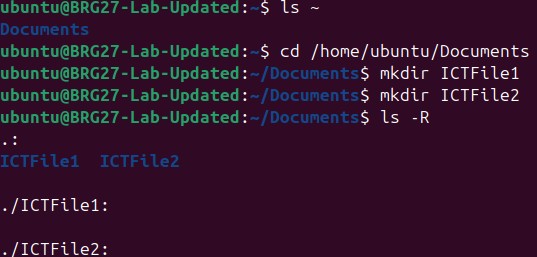 ubuntu@BRG27-Lab-Updated:~$ ls ~
Documents
ubuntu@BRG27-Lab-Updated:~$ cd /home/ubuntu/Documents
ubuntu@BRG27-Lab-Updated:~/Documents$ mkdir ICTFile1
ubuntu@BRG27-Lab-Updated:~/Documents$ mkdir ICTFile2
ubuntu@BRG27-Lab-Updated:~/Documents$ ls -R
.:
ICTFile1  ICTFile2
./ICTFile1:
./ICTFile2: